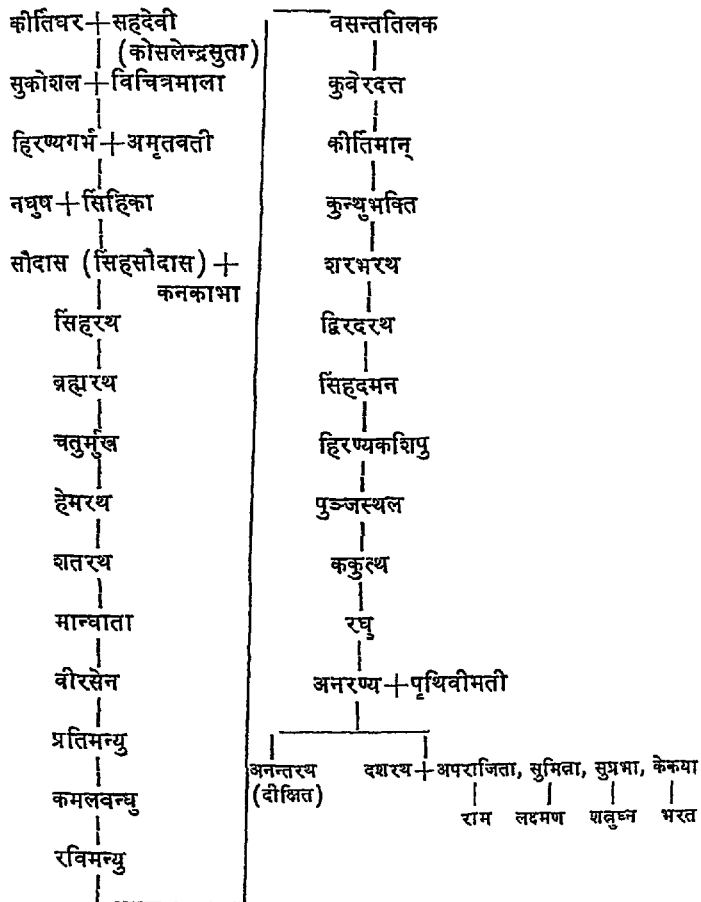 कीर्तिधर + सहदेवी
(कोसलेन्द्रसुता)
सुकोशल + विचित्रमाला
हिरण्यगर्भ + अमृतवती
नघुष + सिंहिका
सौदास (सिंहसौदास) +
कनकाभा
सिंहरथ
ब्रह्मरथ
चतुर्मुख
हेमरथ
शतरथ
मान्धाता
वीरसेन
प्रतिमन्यु
कमलवन्धु
रविमन्यु
वसन्ततिलक
कुवेरदत्त
कीर्तिमान्
कुन्थुभक्ति
शरभरथ
द्विरदरथ
सिंहदमन
हिरण्यकशिपु
पुञ्जस्थल
ककुत्थ
रघु
अनरण्य + पृथिवीमती
अनन्तरथ दशरथ + अपराजिता, सुमित्रा, सुप्रभा, केकया
(दीक्षित)
राम लक्ष्मण शत्रुघ्न भरत